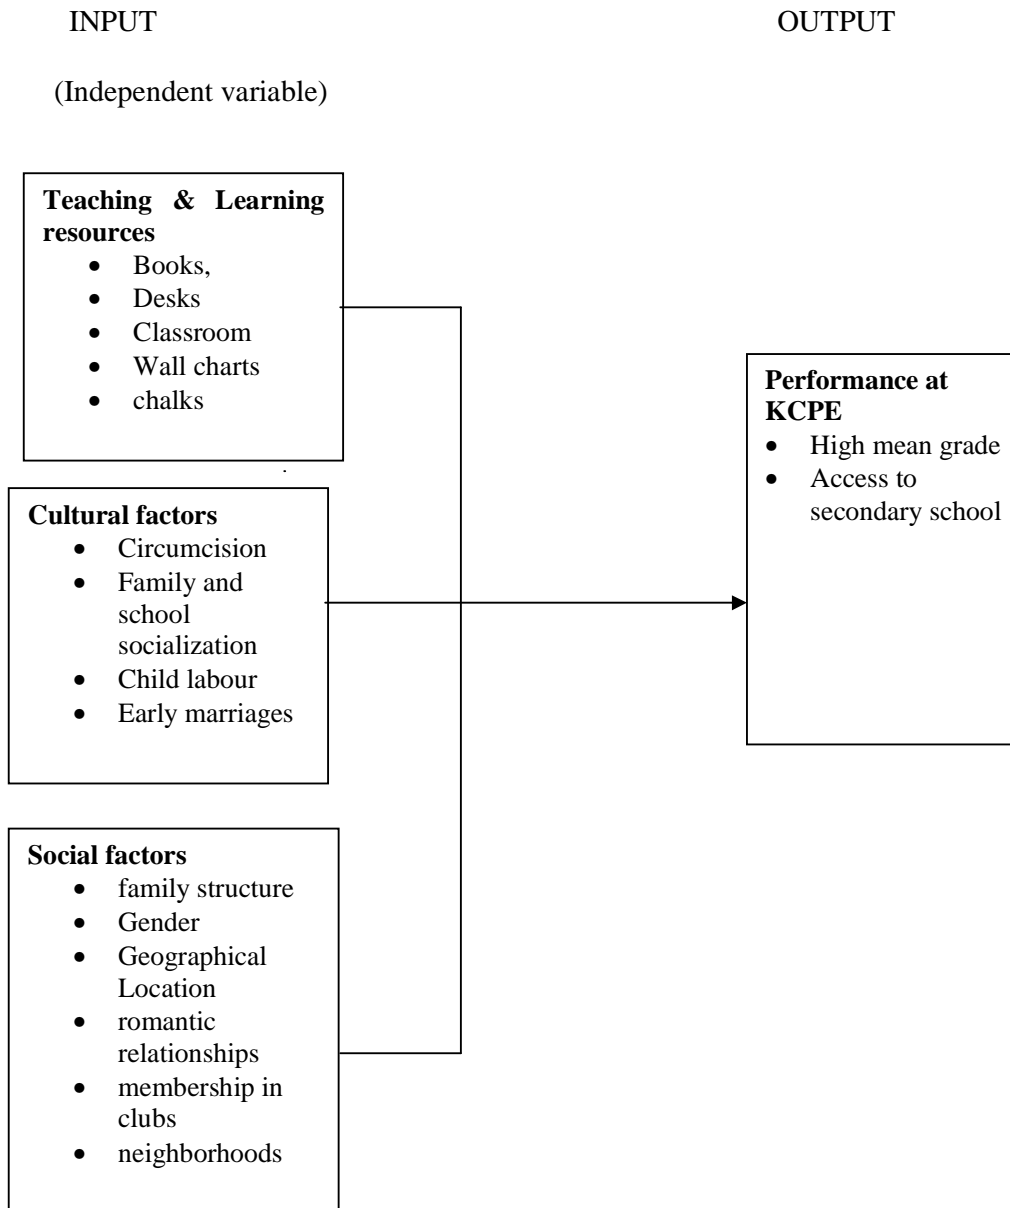 INPUT
OUTPUT
(Independent variable)
Teaching & Learning
resources
• Books,
• Desks
• Classroom
• Wall charts
• chalks
Cultural factors
• Circumcision
• Family and
school
socialization
• Child labour
• Early marriages
Social factors
• family structure
• Gender
• Geographical
Location
• romantic
relationships
• membership in
clubs
• neighborhoods
Performance at
KCPE
• High mean grade
• Access to
secondary school